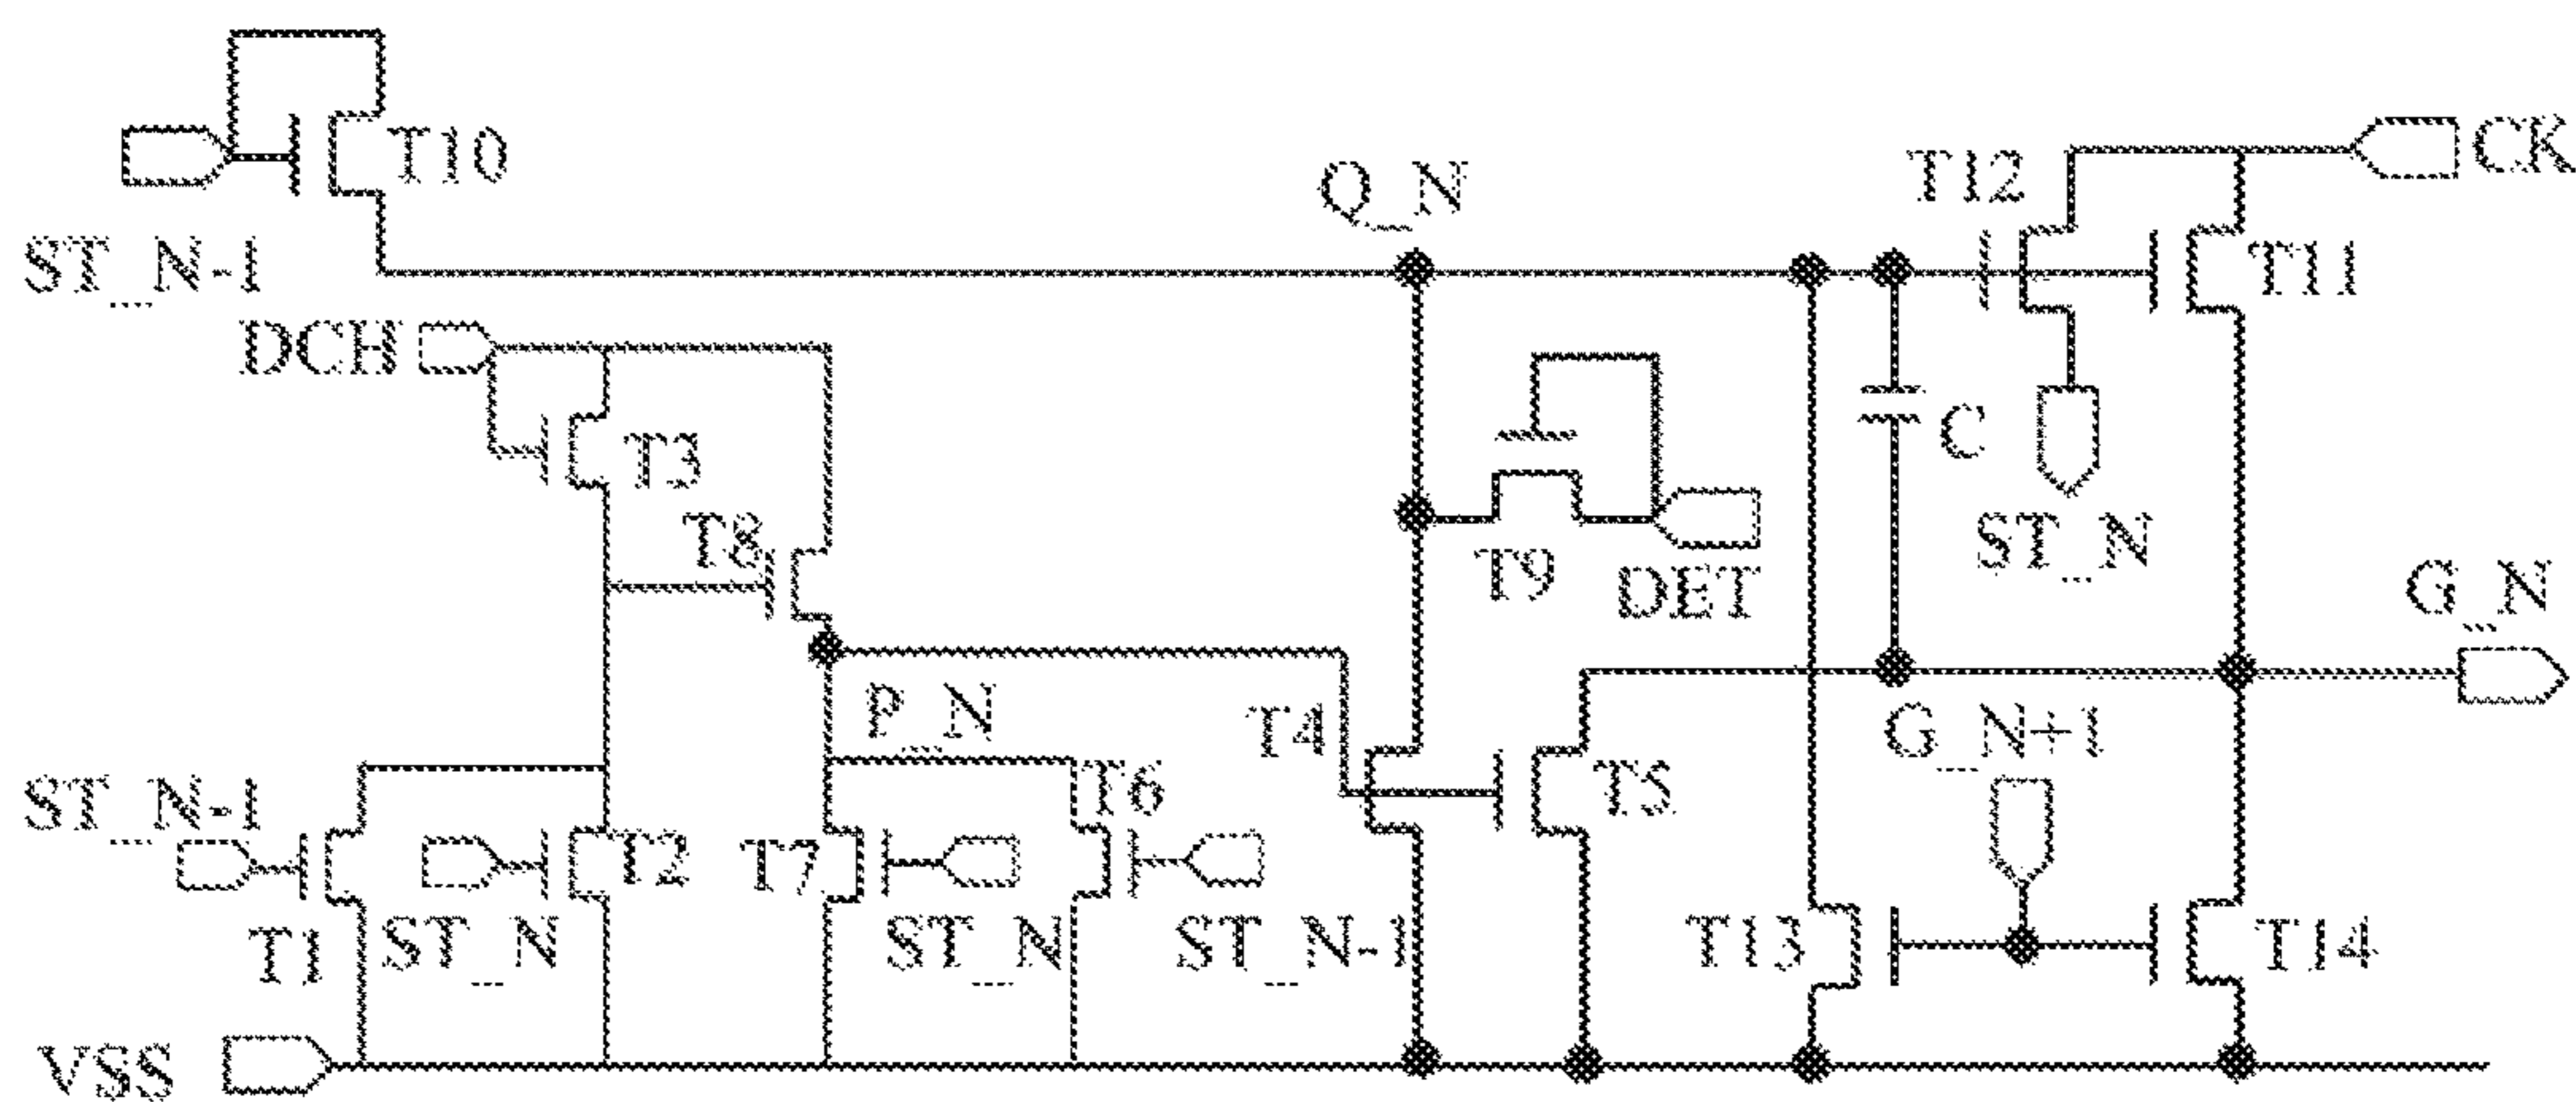 T10
CK
T12
Q_N
ST_N-1
T11
DCH
C
T3
T8
ST_N
T9
DET
G_N
P_N
T4
G_N+1
ST_N-1
T6
T5
T2
T7
T1
ST_N
ST_N
ST_N-1
T13
T14
VSS